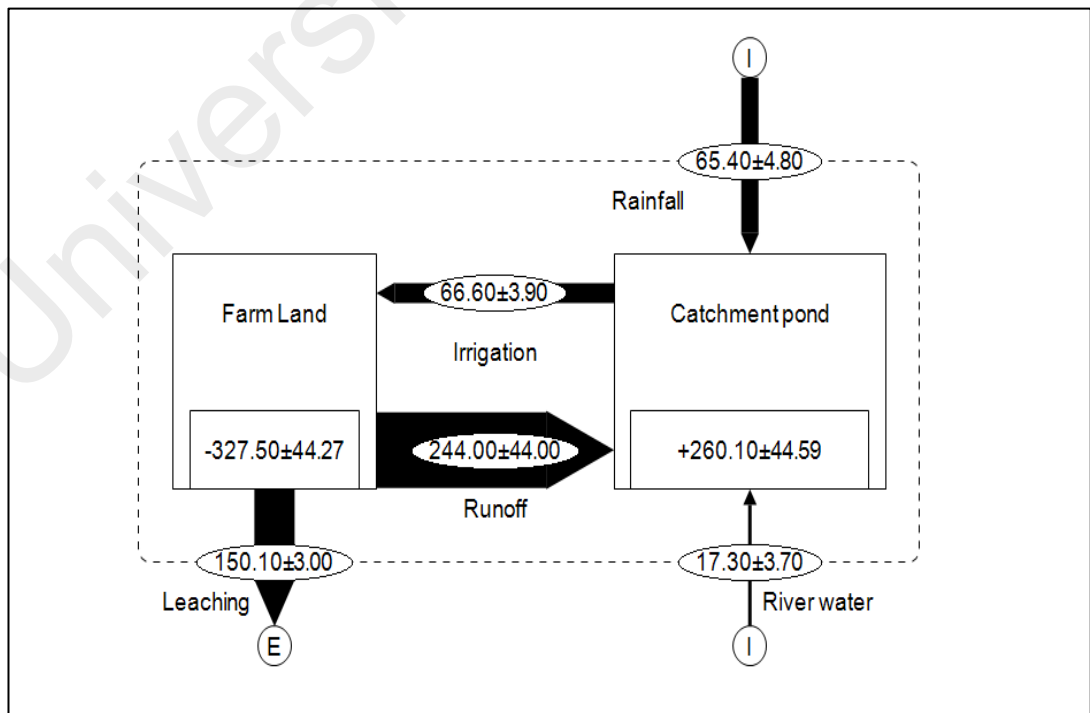 Universi
I
65.40±4.80
Rainfall
66.60±3.90
Farm Land
Catchment pond
Irrigation
-327.50±44.27
244.00±44.00
+260.10±44.59
Runoff
150.10±3.00
17.30±3.70
Leaching
River water
E
I